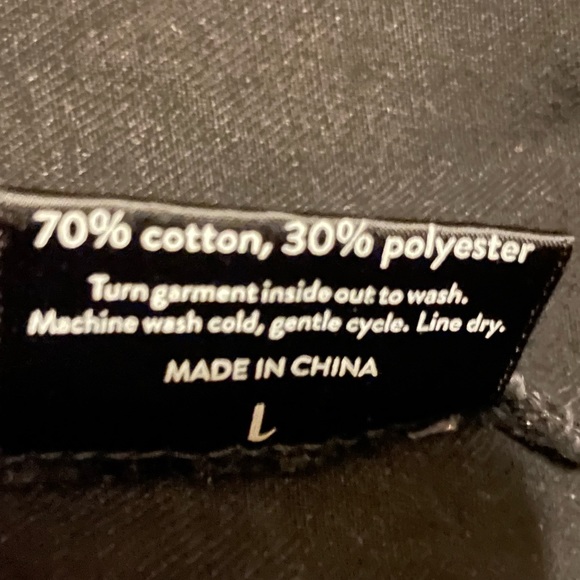 70% cotton, 30% polyester
Turn garment inside out to wash.
Machine wash cold, gentle cycle. Line dry.
MADE IN CHINA
L